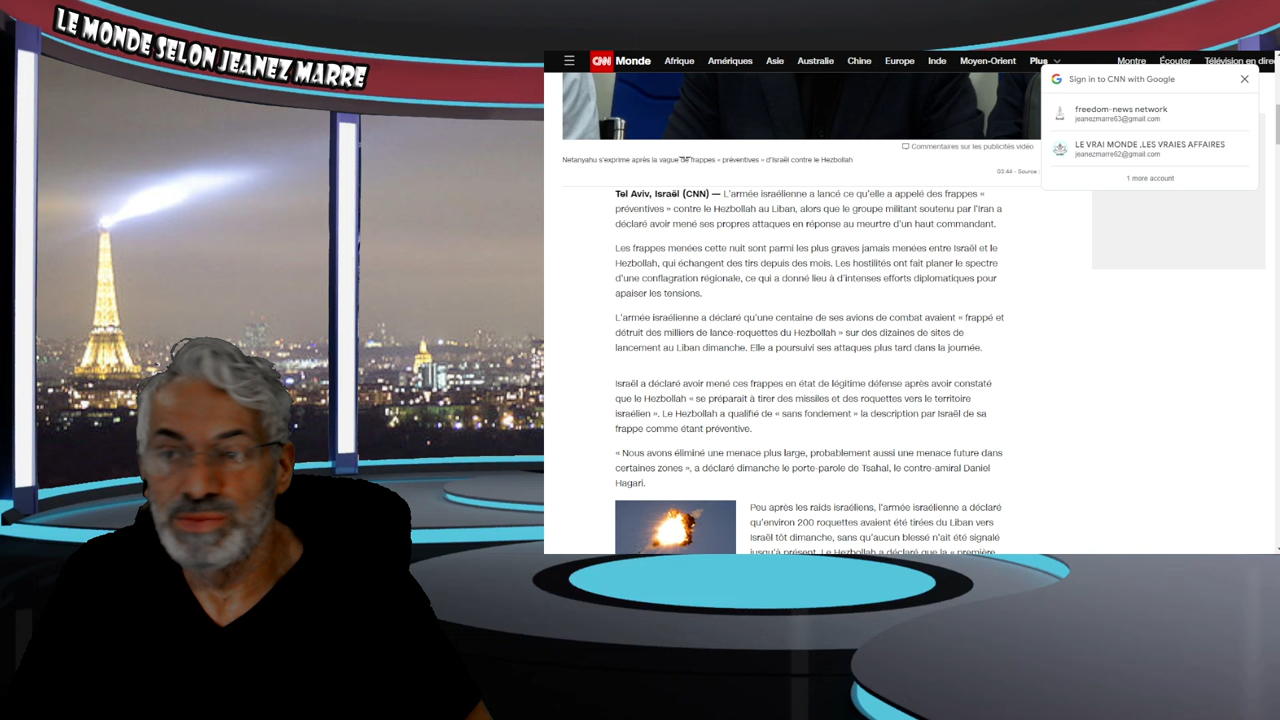 LE MONDE SELON JEANEZ MARRE
☰ CNN Monde Afrique Amériques Asie Australie Chine Europe Inde Moyen-Orient Plus Montre Écouter Télévision en direc
Sign in to CNN with Google
freedom-news network
jeanezmarre63@gmail.com
LE VRAI MONDE ,LES VRAIES AFFAIRES
jeanezmarre62@gmail.com
1 more account
Commentaires sur les publicités vidéo
Netanyahu s'exprime après la vague de frappes « préventives » d'Israël contre le Hezbollah
03:44 - Source :
Tel Aviv, Israël (CNN) — L'armée israélienne a lancé ce qu'elle a appelé des frappes «
préventives » contre le Hezbollah au Liban, alors que le groupe militant soutenu par l'Iran a
déclaré avoir mené ses propres attaques en réponse au meurtre d'un haut commandant.
Les frappes menées cette nuit sont parmi les plus graves jamais menées entre Israël et le
Hezbollah, qui échangent des tirs depuis des mois. Les hostilités ont fait planer le spectre
d'une conflagration régionale, ce qui a donné lieu à d'intenses efforts diplomatiques pour
apaiser les tensions.
L'armée israélienne a déclaré qu'une centaine de ses avions de combat avaient « frappé et
détruit des milliers de lance-roquettes du Hezbollah » sur des dizaines de sites de
lancement au Liban dimanche. Elle a poursuivi ses attaques plus tard dans la journée.
Israël a déclaré avoir mené ces frappes en état de légitime défense après avoir constaté
que le Hezbollah « se préparait à tirer des missiles et des roquettes vers le territoire
israélien ». Le Hezbollah a qualifié de « sans fondement » la description par Israël de sa
frappe comme étant préventive.
« Nous avons éliminé une menace plus large, probablement aussi une menace future dans
certaines zones », a déclaré dimanche le porte-parole de Tsahal, le contre-amiral Daniel
Hagari.
Peu après les raids israéliens, l'armée israélienne a déclaré
qu'environ 200 roquettes avaient été tirées du Liban vers
Israël tôt dimanche, sans qu'aucun blessé n'ait été signalé
jusqu'à présent. Le Hezbollah a déclaré que la « première